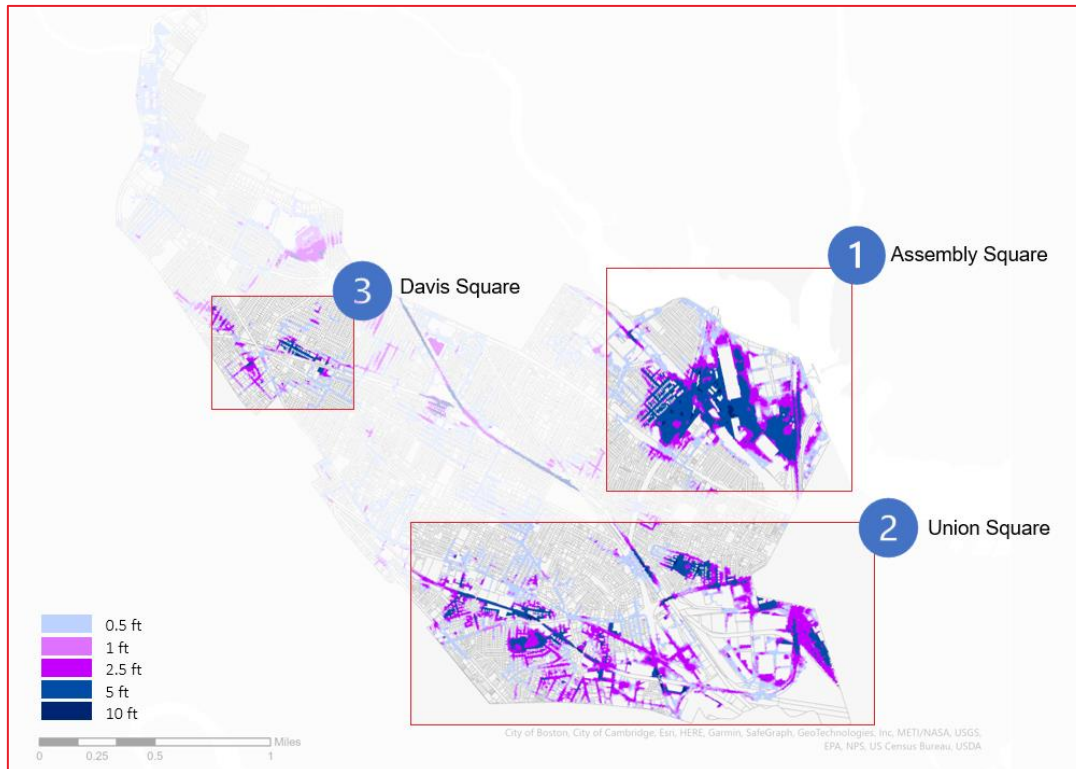 1 Assembly Square
3 Davis Square
2 Union Square
0.5 ft
1 ft
2.5 ft
5 ft
10 ft
Miles
0 0.25 0.5 1
City of Boston, City of Cambridge, Esri, HERE, Garmin, SafeGraph, GeoTechnologies, Inc, METI/NASA, USGS,
EPA, NPS, US Census Bureau, USDA